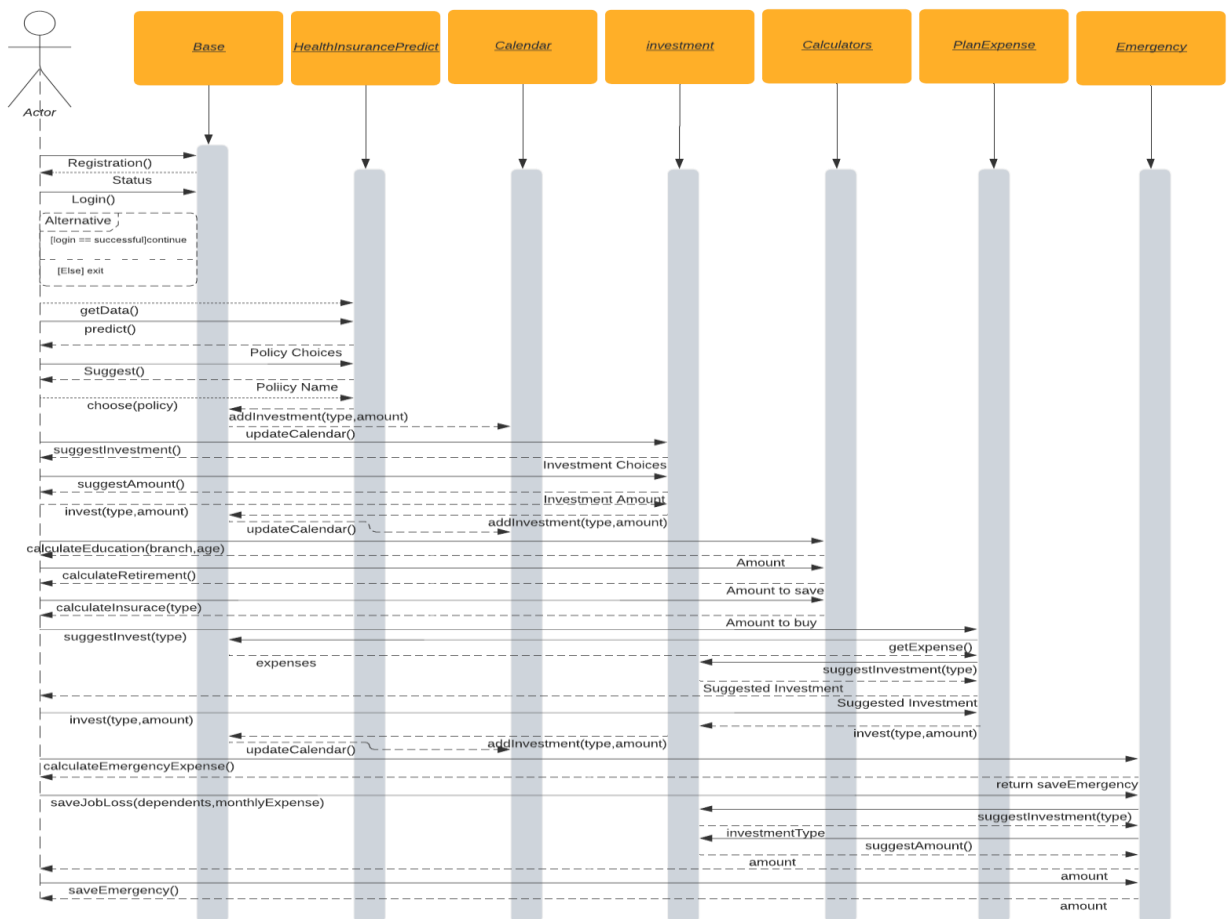 Base
HealthInsurancePredict
Calendar
investment
Calculators
PlanExpense
Emergency
Actor
Registration()
Status
Login()
Alternative
[login == successful]continue
[Else] exit
getData()
predict()
Policy Choices
Suggest()
Poliicy Name
choose(policy)
addInvestment(type,amount)
updateCalendar()
suggestInvestment()
Investment Choices
suggestAmount()
Investment Amount
invest(type,amount)
addInvestment(type,amount)
updateCalendar()
calculateEducation(branch,age)
Amount
calculateRetirement()
Amount to save
calculateInsurace(type)
Amount to buy
suggestInvest(type)
getExpense()
expenses
suggestInvestment(type)
Suggested Investment
Suggested Investment
invest(type,amount)
invest(type,amount)
addInvestment(type,amount)
updateCalendar()
calculateEmergencyExpense()
return saveEmergency
saveJobLoss(dependents,monthlyExpense)
suggestInvestment(type)
investmentType
suggestAmount()
amount
amount
saveEmergency()
amount